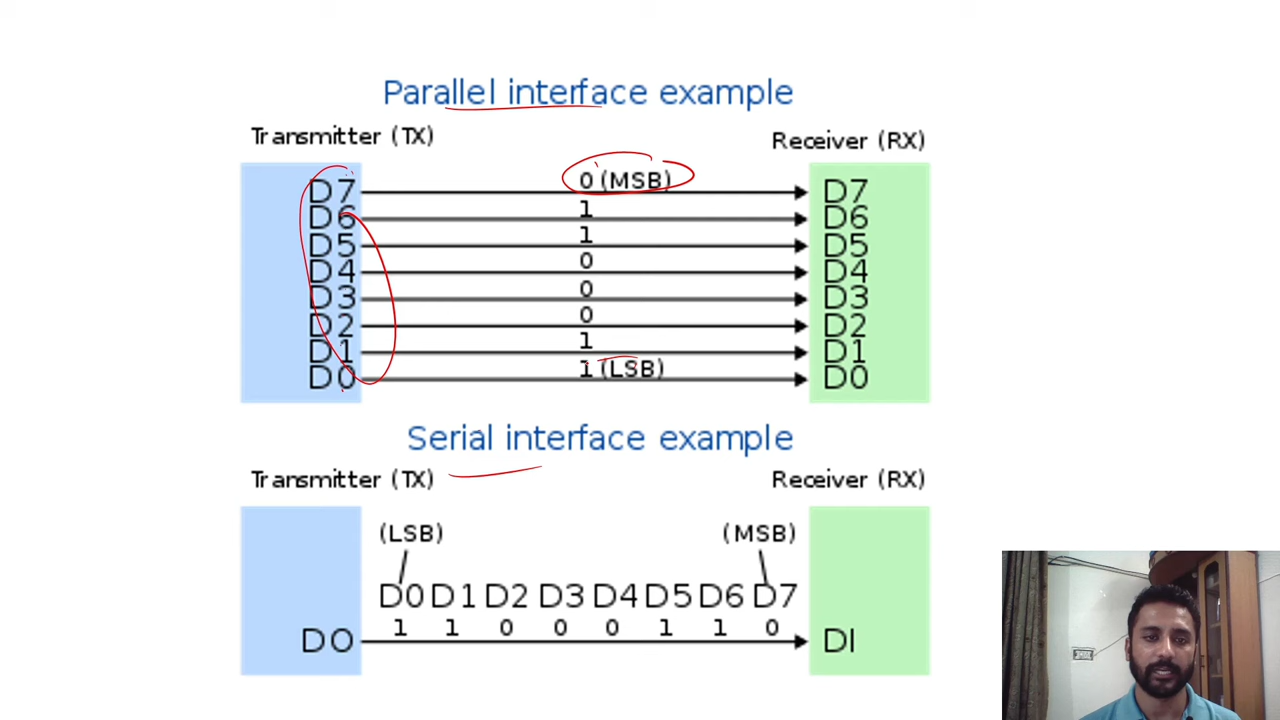 Parallel interface example
Transmitter (TX) Receiver (RX)
D7 0 (MSB) D7
D6 1 D6
D5 1 D5
D4 0 D4
D3 0 D3
D2 0 D2
D1 1 D1
D0 1 (LSB) D0
Serial interface example
Transmitter (TX) Receiver (RX)
(LSB) (MSB)
D0 D1 D2 D3 D4 D5 D6 D7
1 1 0 0 0 1 1 0
DO DI